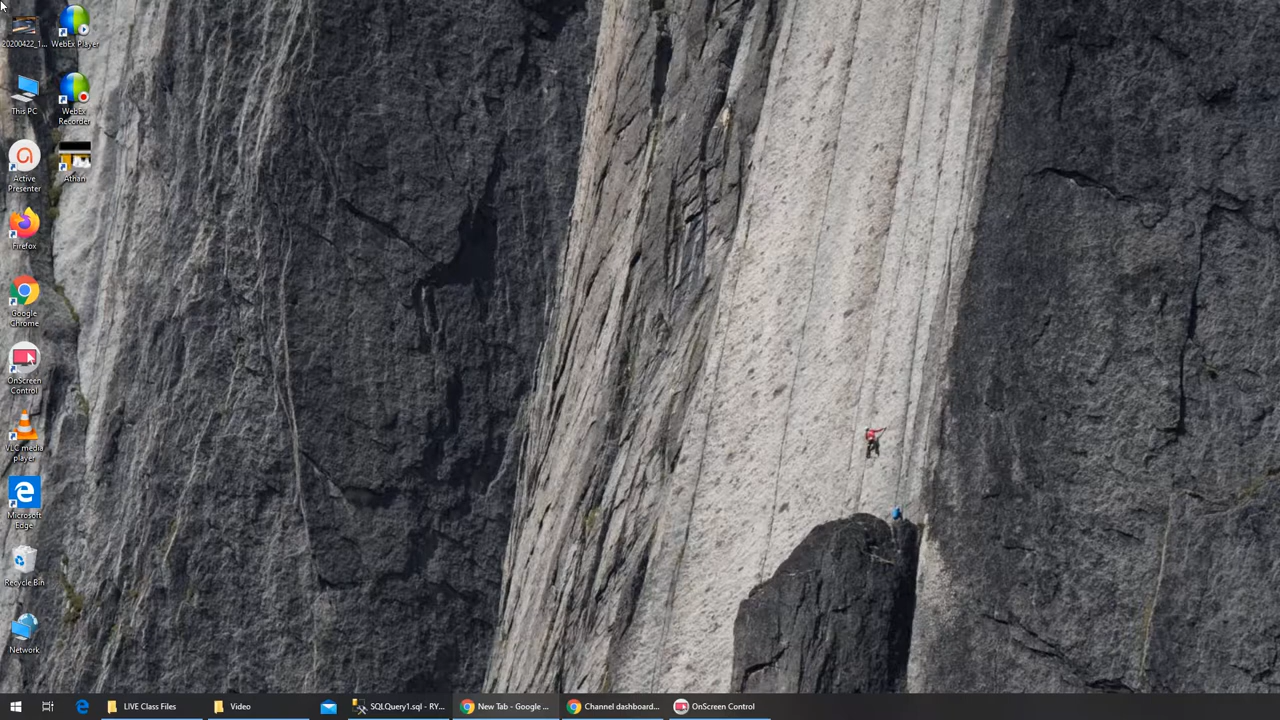 20200422_1...
WebEx Player
This PC
WebEx
Recorder
Active
Presenter
Athan
Firefox
Google
Chrome
OnScreen
Control
VLC media
player
Microsoft
Edge
Recycle Bin
Network
LIVE Class Files
Video
SQLQuery1.sql - RY...
New Tab - Google ...
Channel dashboard...
OnScreen Control